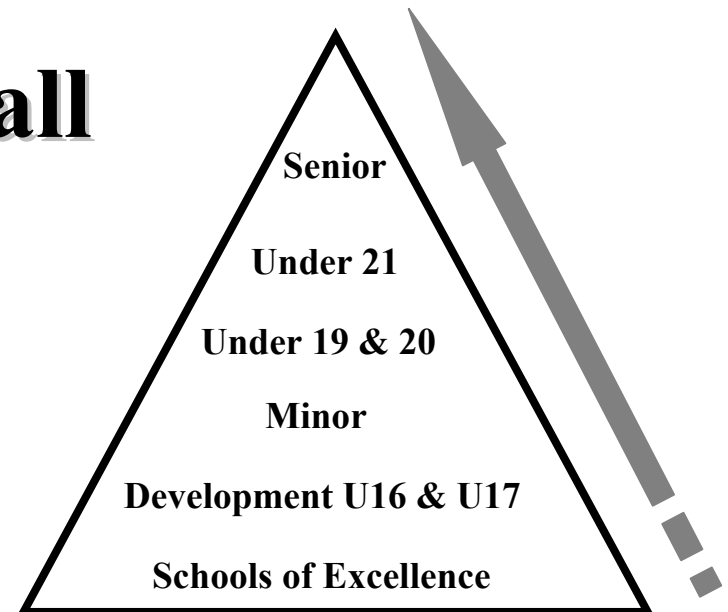 all
Senior
Under 21
Under 19 & 20
Minor
Development U16 & U17
Schools of Excellence